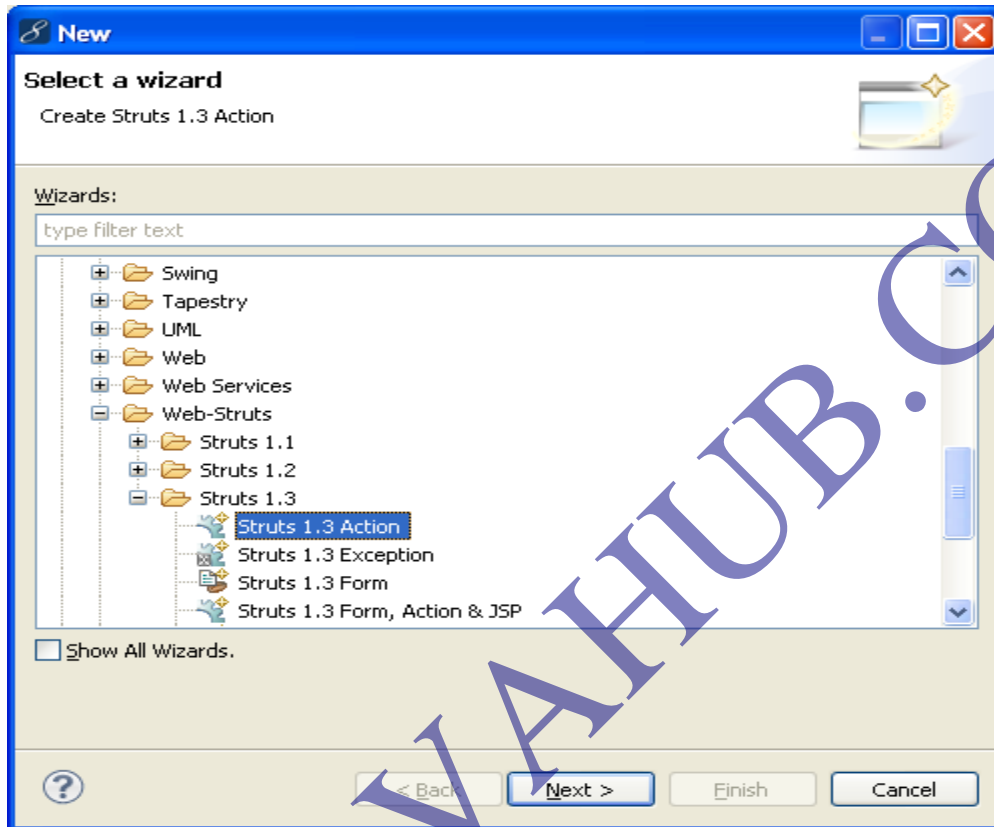 New
Select a wizard
Create Struts 1.3 Action
Wizards:
type filter text
Swing
Tapestry
UML
Web
Web Services
Web-Struts
Struts 1.1
Struts 1.2
Struts 1.3
Struts 1.3 Action
Struts 1.3 Exception
Struts 1.3 Form
Struts 1.3 Form, Action & JSP
Show All Wizards.
< Back
Next >
Finish
Cancel
VAHUB.CO